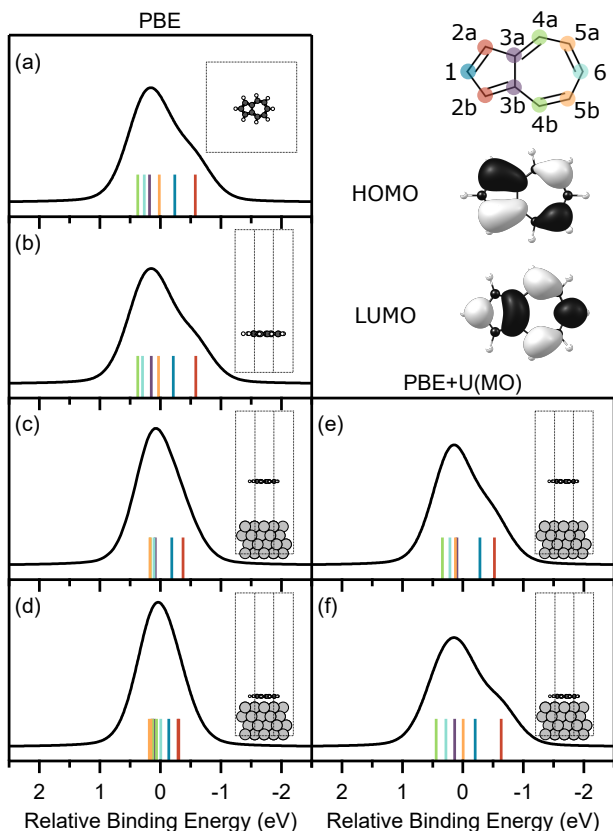 PBE
(a)
(b)
(c)
(d)
2 1 0 -1 -2
Relative Binding Energy (eV)
4a
2a 3a 5a
1 6
2b 3b 5b
4b
HOMO
LUMO
PBE+U(MO)
(e)
(f)
2 1 0 -1 -2
Relative Binding Energy (eV)